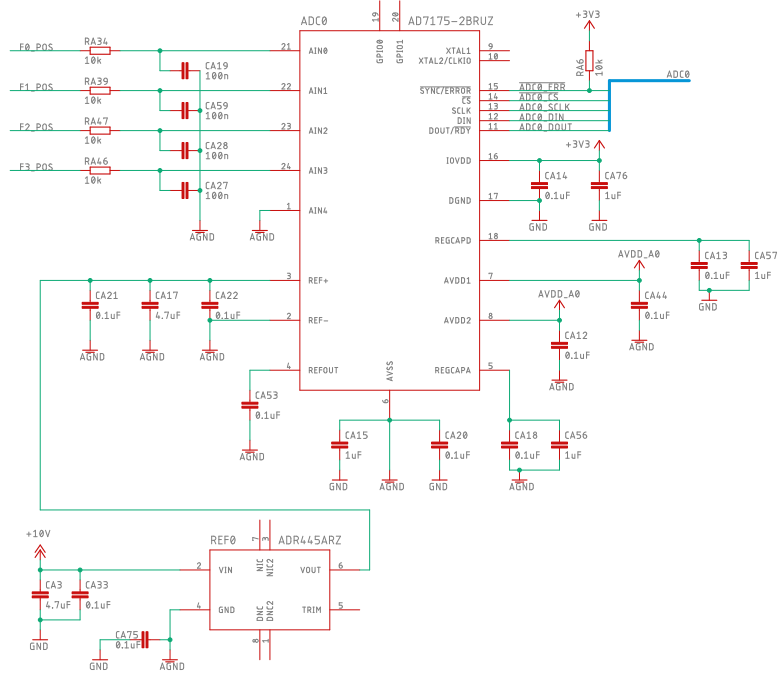 ADC0 19 20 AD7175-2BRUZ
GPIO0 GPIO1
+3V3
RA6 10k
F0_POS RA34 10k 21 AIN0
CA19 100n
F1_POS RA39 10k 22 AIN1
CA59 100n
F2_POS RA47 10k 23 AIN2
CA28 100n
F3_POS RA46 10k 24 AIN3
CA27 100n
AGND
1 AIN4
AGND
XTAL1 9
XTAL2/CLKIO 10
SYNC/ERROR 15 ADC0_ERR
CS 14 ADC0_CS
SCLK 13 ADC0_SCLK
DIN 12 ADC0_DIN
DOUT/RDY 11 ADC0_DOUT
ADC0
+3V3
IOVDD 16
CA14 0.1uF
CA76 1uF
DGND 17
GND
GND
REGCAPD 18
CA13 0.1uF
CA57 1uF
GND
AVDD_A0
AVDD1 7
CA44 0.1uF
AGND
AVDD_A0
AVDD2 8
CA12 0.1uF
AGND
3 REF+
CA21 0.1uF
CA17 4.7uF
CA22 0.1uF
2 REF-
AGND
AGND
AGND
4 REFOUT
CA53 0.1uF
AGND
AVSS
6
REGCAPA 5
CA15 1uF
CA20 0.1uF
CA18 0.1uF
CA56 1uF
GND
AGND
GND
AGND
+10V
REF0 7 3 ADR445ARZ
NIC NIC2
2 VIN
VOUT 6
4 GND
TRIM 5
DNC DNC2
8 1
CA3 4.7uF
CA33 0.1uF
GND
CA75 0.1uF
GND
AGND